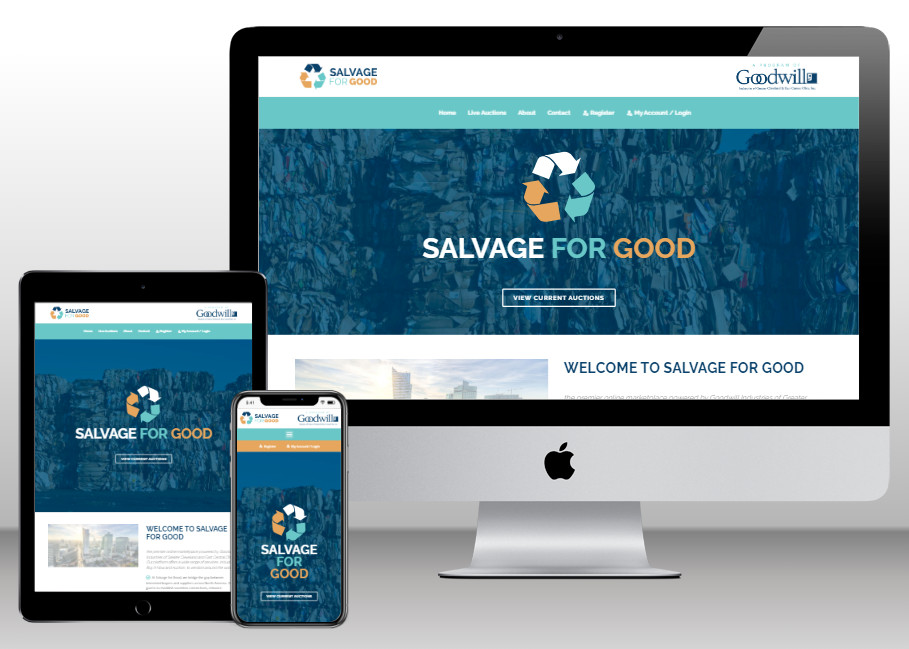 SALVAGE
FOR GOOD
A PROGRAM OF
Goodwill
Home Live Auctions About Contact Register My Account / Login
SALVAGE FOR GOOD
VIEW CURRENT AUCTIONS
WELCOME TO SALVAGE FOR GOOD
the premier online marketplace powered by Goodwill Industries of Greater
SALVAGE
FOR GOOD
Goodwill
Home Live Auctions About Contact Register My Account / Login
SALVAGE FOR GOOD
VIEW CURRENT AUCTIONS
WELCOME TO SALVAGE
FOR GOOD
SALVAGE
FOR GOOD
Goodwill
Register My Account / Login
SALVAGE
FOR
GOOD
VIEW CURRENT AUCTIONS